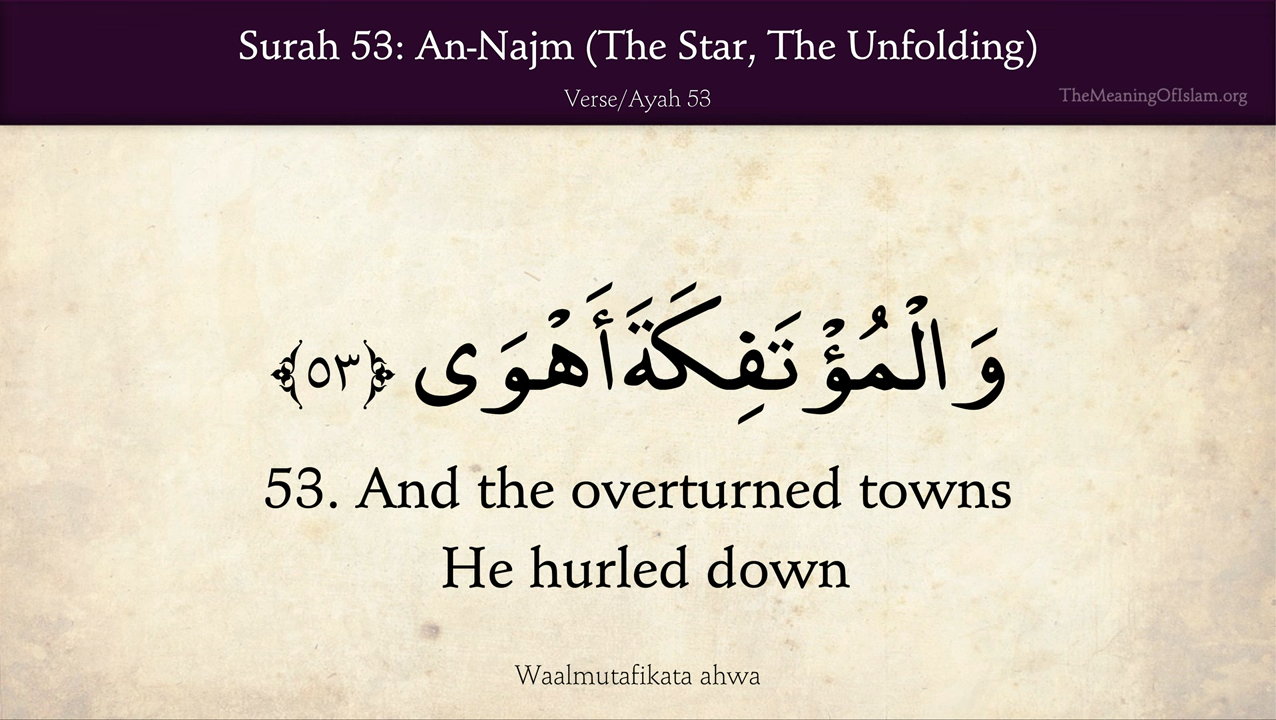 Surah 53: An-Najm (The Star, The Unfolding)
Verse/Ayah 53
TheMeaningOfIslam.org
وَالْمُؤْتَفِكَةَ أَهْوَى ﴿٥٣﴾
53. And the overturned towns
He hurled down
Waalmutafikata ahwa